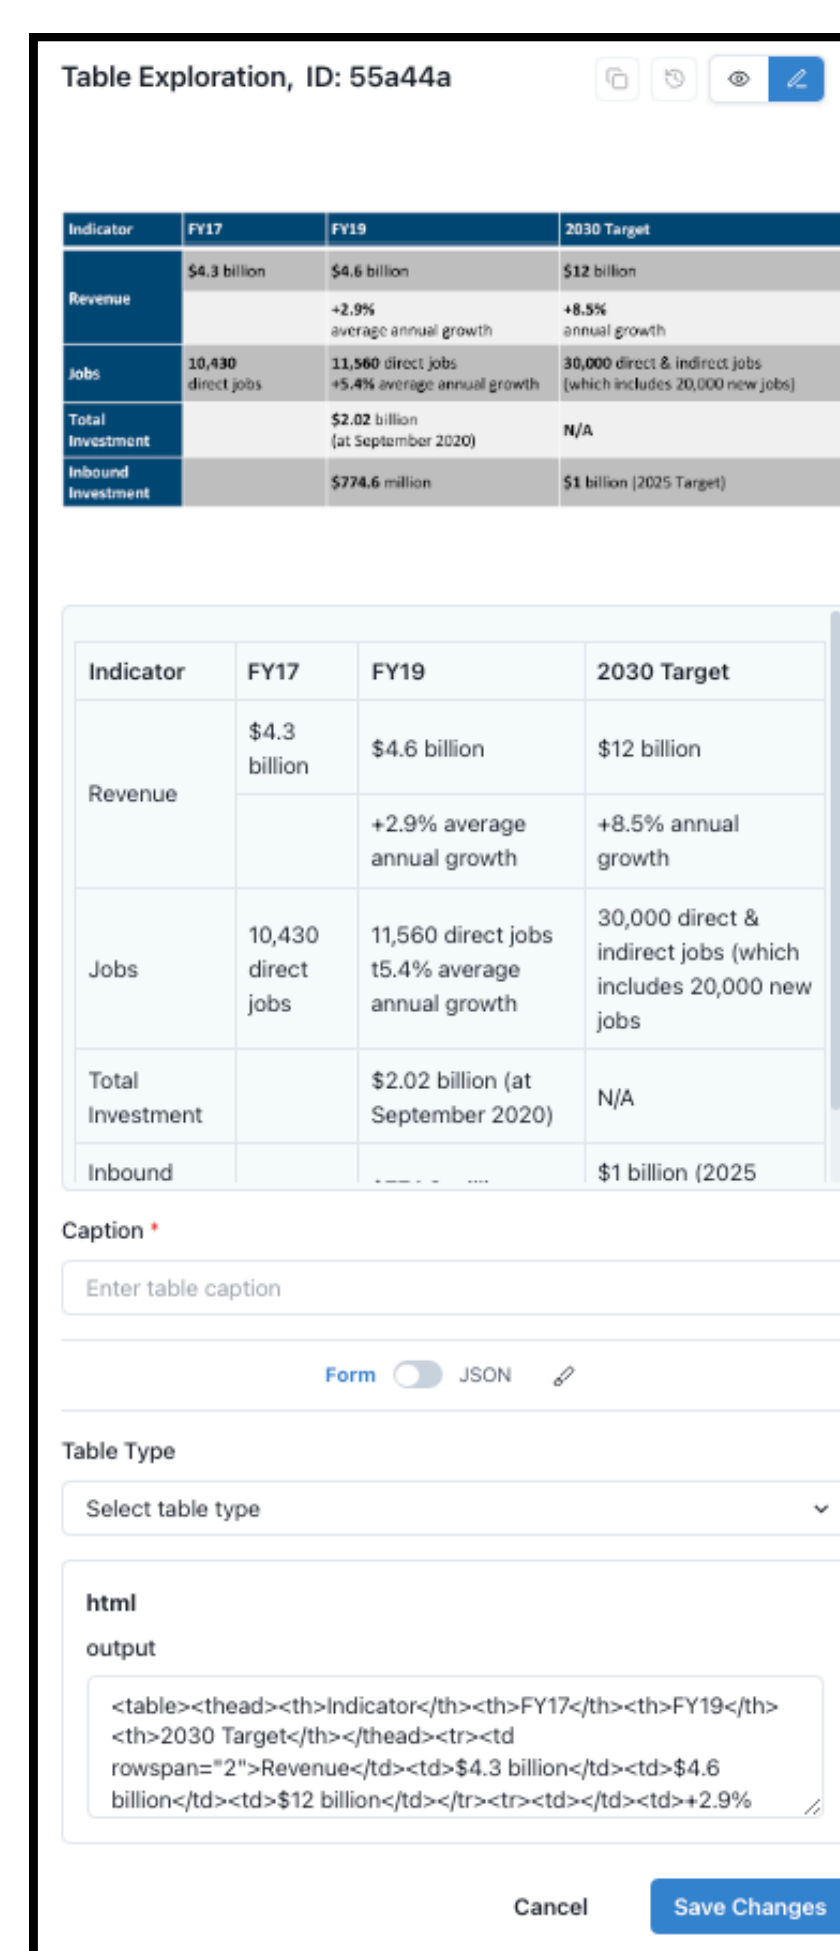 Table Exploration, ID: 55a44a
Indicator FY17 FY19 2030 Target
Revenue
$4.3 billion $4.6 billion $12 billion
+2.9% +8.5%
average annual growth annual growth
Jobs
10,430 11,560 direct jobs 30,000 direct & indirect jobs
direct jobs +5.4% average annual growth (which includes 20,000 new jobs)
Total $2.02 billion
Investment (at September 2020) N/A
Inbound
Investment $774.6 million $1 billion (2025 Target)
Indicator FY17 FY19 2030 Target
Revenue
$4.3
billion
$4.6 billion
$12 billion
+2.9% average
annual growth
+8.5% annual
growth
Jobs
10,430
direct
jobs
11,560 direct jobs
t5.4% average
annual growth
30,000 direct &
indirect jobs (which
includes 20,000 new
jobs
Total
Investment
$2.02 billion (at
September 2020)
N/A
Inbound
$1 billion (2025
Caption *
Enter table caption
Form JSON
Table Type
Select table type
html
output
<table><thead><th>Indicator</th><th>FY17</th><th>FY19</th>
<th>2030 Target</th></thead><tr><td
rowspan="2">Revenue</td><td>$4.3 billion</td><td>$4.6
billion</td><td>$12 billion</td></tr><tr><td></td><td>+2.9%
Cancel Save Changes